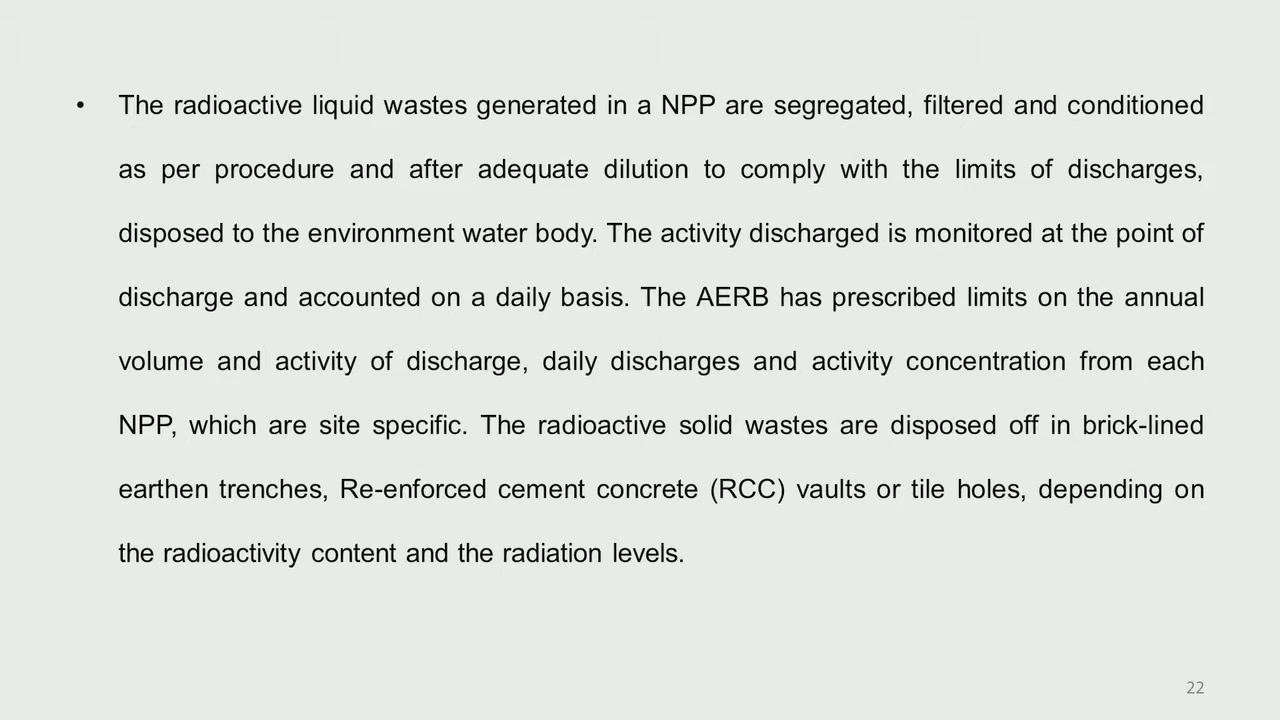 • The radioactive liquid wastes generated in a NPP are segregated, filtered and conditioned
as per procedure and after adequate dilution to comply with the limits of discharges,
disposed to the environment water body. The activity discharged is monitored at the point of
discharge and accounted on a daily basis. The AERB has prescribed limits on the annual
volume and activity of discharge, daily discharges and activity concentration from each
NPP, which are site specific. The radioactive solid wastes are disposed off in brick-lined
earthen trenches, Re-enforced cement concrete (RCC) vaults or tile holes, depending on
the radioactivity content and the radiation levels.
22